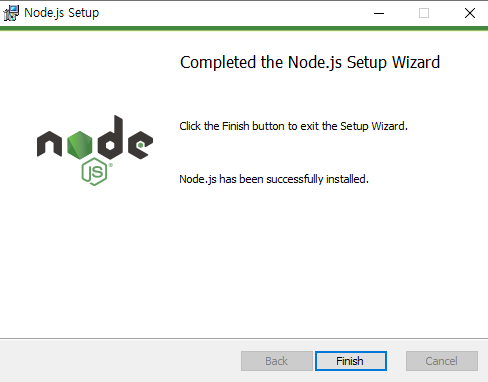 Node.js Setup
Completed the Node.js Setup Wizard
Click the Finish button to exit the Setup Wizard.
node
JS
Node.js has been successfully installed.
Back
Finish
Cancel